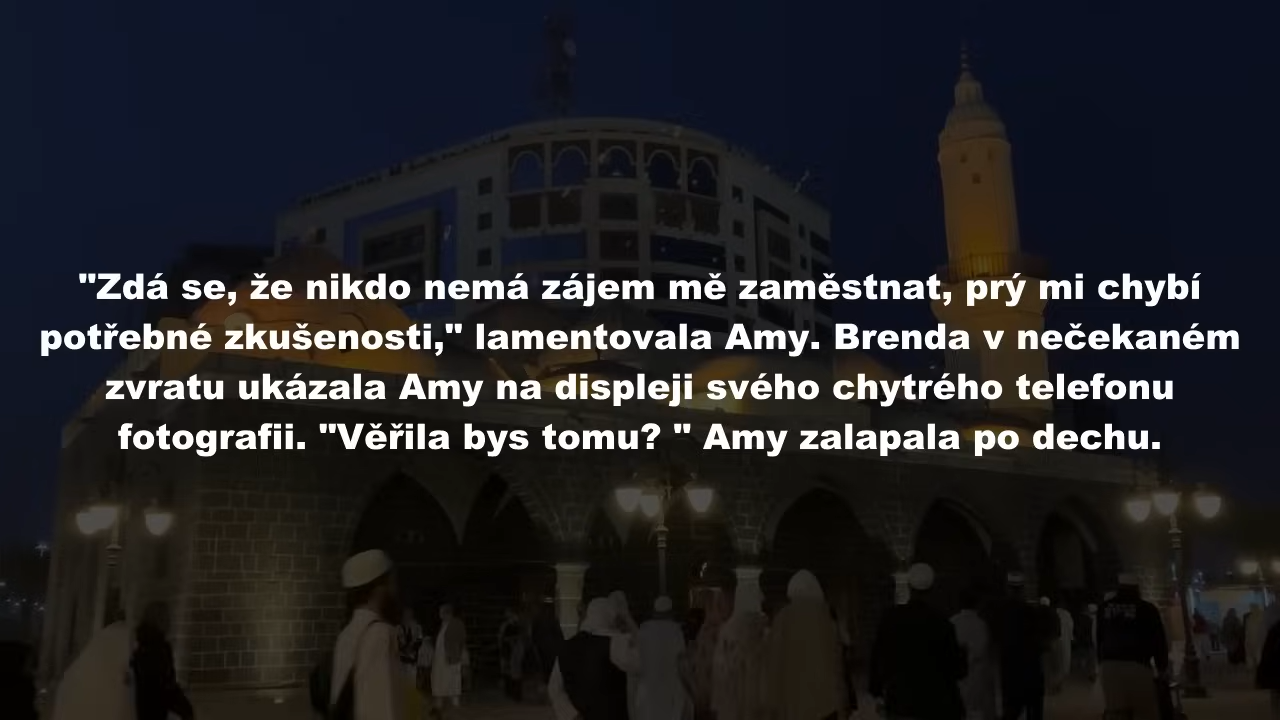 "Zdá se, že nikdo nemá zájem mě zaměstnat, prý mi chybí
potřebné zkušenosti," lamentovala Amy. Brenda v nečekaném
zvratu ukázala Amy na displeji svého chytrého telefonu
fotografii. "Věřila bys tomu? " Amy zalapala po dechu.